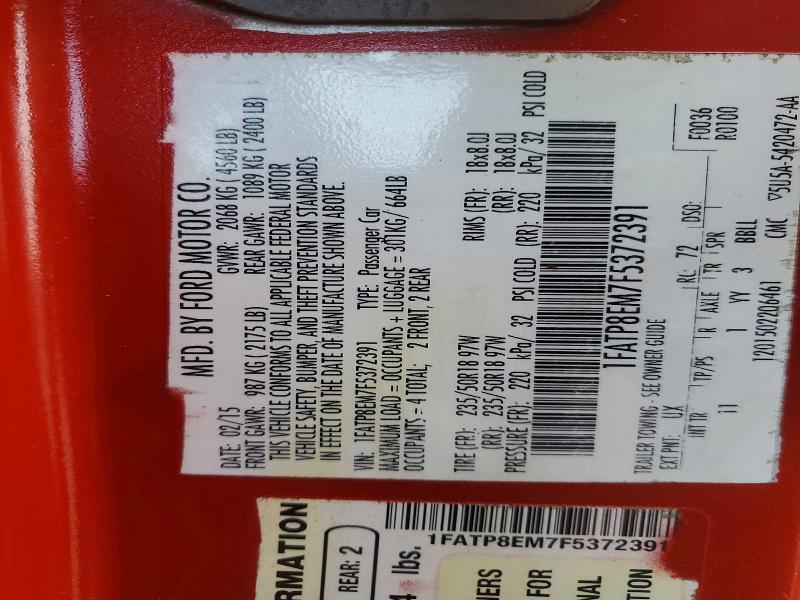 MFD. BY FORD MOTOR CO.
DATE: 02/15 GVWR: 2068 KG ( 4560 LB)
FRONT GAWR: 987 KG ( 2175 LB) REAR GAWR: 1089 KG ( 2400 LB)
THIS VEHICLE CONFORMS TO ALL APPLICABLE FEDERAL MOTOR
VEHICLE SAFETY, BUMPER, AND THEFT PREVENTION STANDARDS
IN EFFECT ON THE DATE OF MANUFACTURE SHOWN ABOVE.
VIN: 1FATP8EM7F5372391 TYPE: Passenger Car
MAXIMUM LOAD = OCCUPANTS + LUGGAGE = 301KG/ 664LB
OCCUPANTS = 4 TOTAL; 2 FRONT, 2 REAR
TIRE (FR): 235/50R18 97W RIMS (FR): 18x8.0J
(RR): 235/50R18 97W (RR): 18x8.0J
PRESSURE (FR): 220 kPa/ 32 PSI COLD (RR): 220 kPa/ 32 PSI COLD
1FATP8EM7F5372391
TRAILER TOWING - SEE OWNER GUIDE F0036
EXT PNT: UX RC: 72 DSO: R0100
INT TR TP/PS R AXLE TR SPR
i1 1 YY 3 BBLL
1201502206461 CMC ▽5U5A-5420472-AA
1FATP8EM7F5372391
RMATION
REAR: 2
4 lbs.
FOR